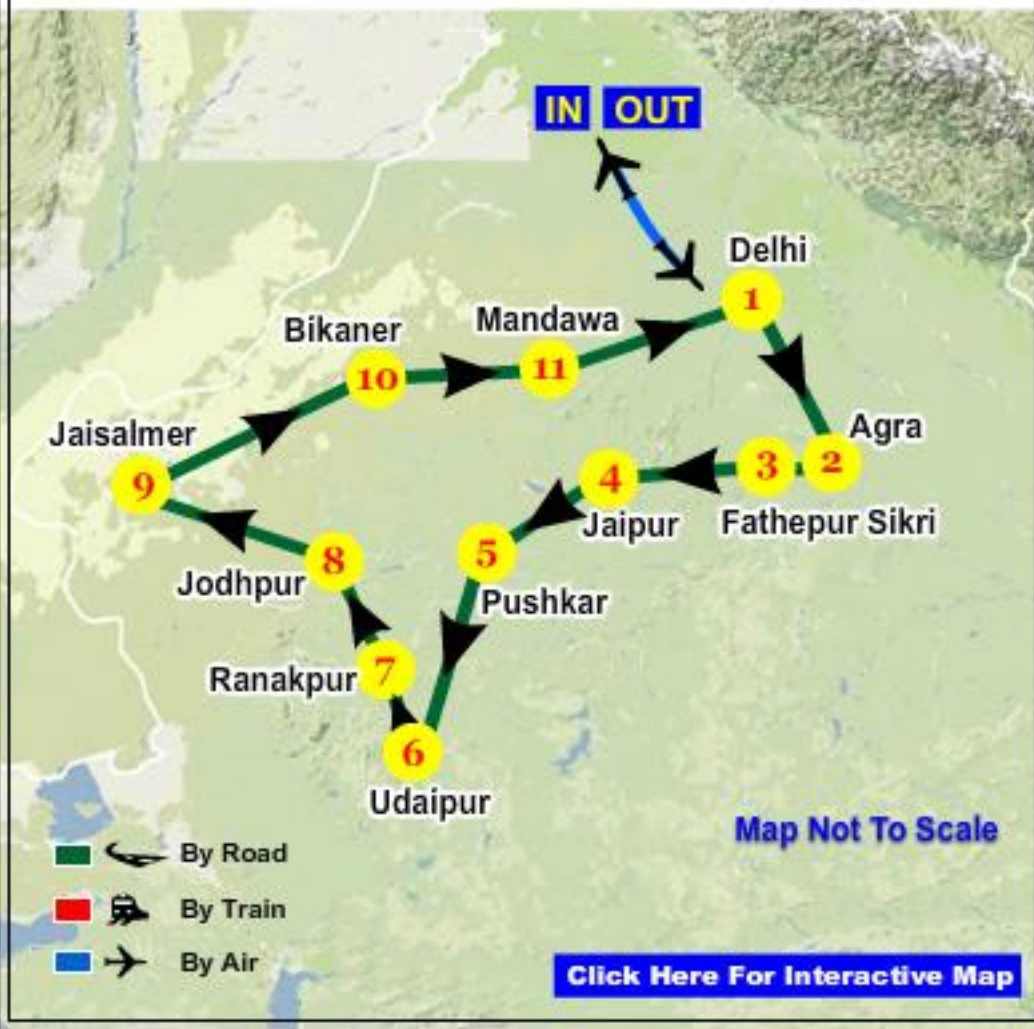 IN OUT
Delhi
1
Mandawa
11
Bikaner
10
Jaisalmer
9
Agra
2
3
Fathepur Sikri
4
Jaipur
5
Pushkar
8
Jodhpur
7
Ranakpur
6
Udaipur
Map Not To Scale
By Road
By Train
By Air
Click Here For Interactive Map